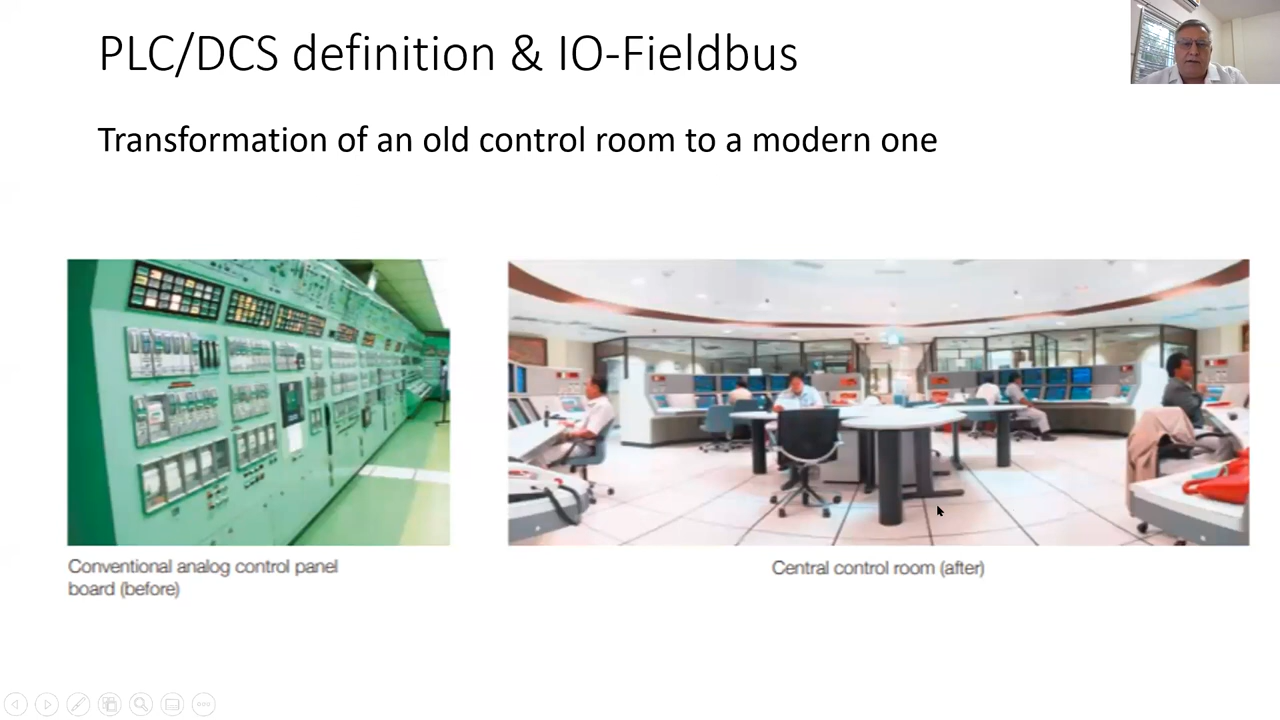 PLC/DCS definition & IO-Fieldbus
Transformation of an old control room to a modern one
Conventional analog control panel
board (before)
Central control room (after)